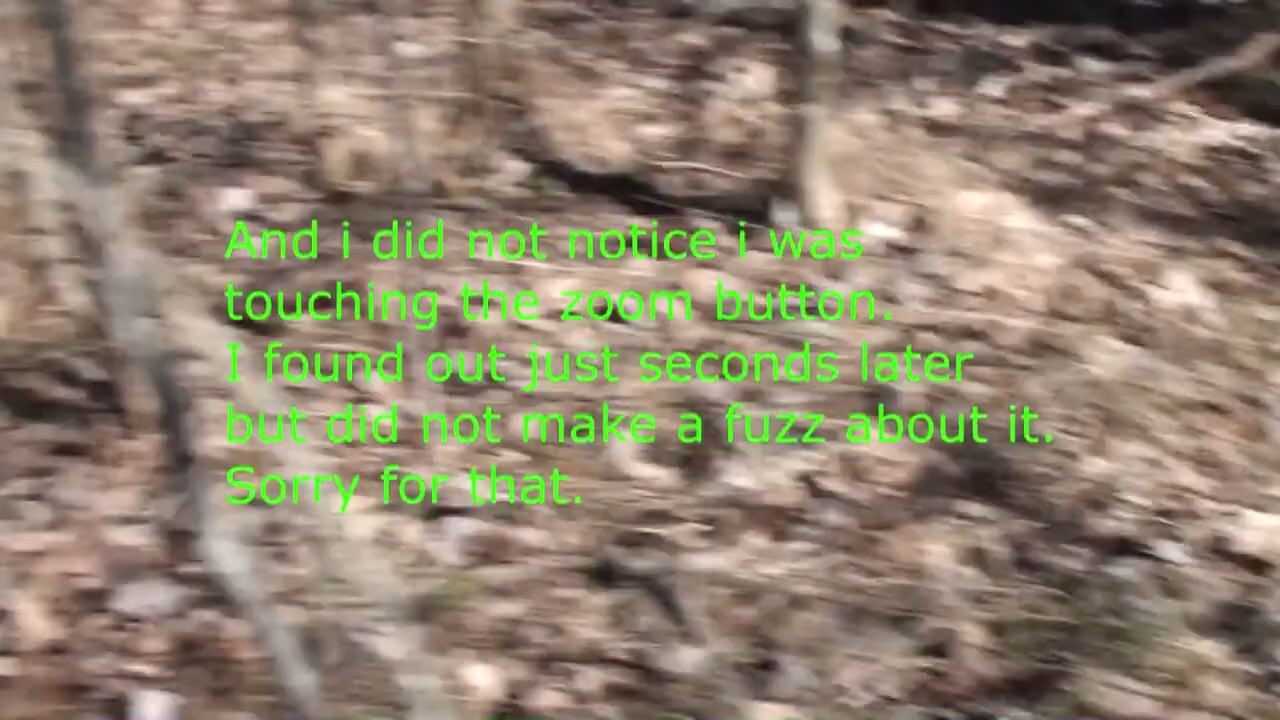 And i did not notice i was
touching the zoom button.
I found out just seconds later
but did not make a fuzz about it.
Sorry for that.